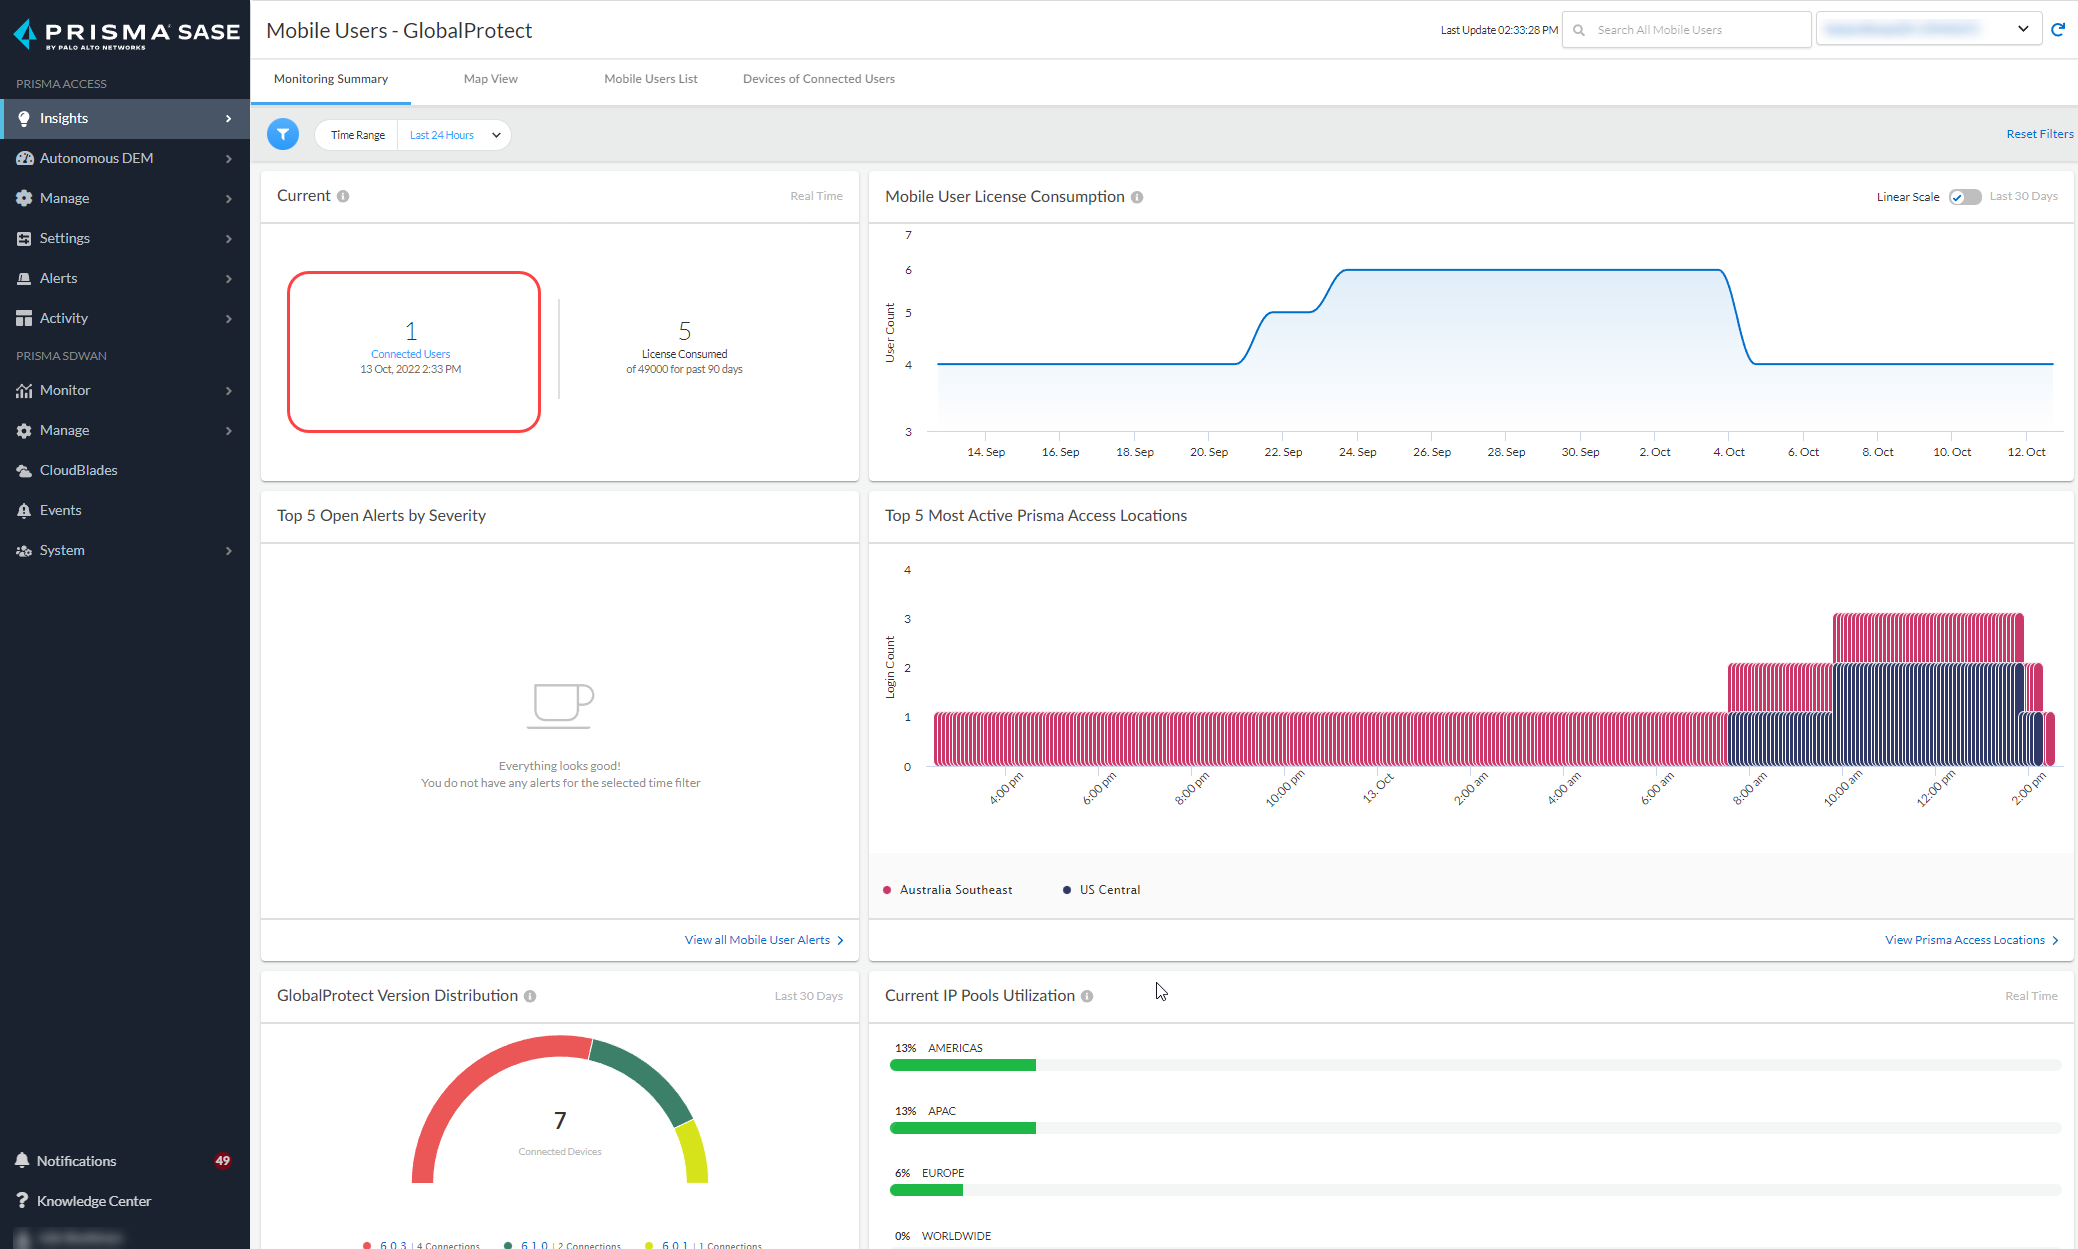 PRISMA SASE
BY PALO ALTO NETWORKS
PRISMA ACCESS
Insights
Autonomous DEM
Manage
Settings
Alerts
Activity
PRISMA SDWAN
Monitor
Manage
CloudBlades
Events
System
Notifications 49
Knowledge Center
Mobile Users - GlobalProtect
Last Update 02:33:28 PM
Search All Mobile Users
Monitoring Summary
Map View
Mobile Users List
Devices of Connected Users
Time Range
Last 24 Hours
Reset Filters
Current
Real Time
1
Connected Users
13 Oct, 2022 2:33 PM
5
License Consumed
of 49000 for past 90 days
Mobile User License Consumption
Linear Scale
Last 30 Days
7
6
5
4
3
User Count
14. Sep
16. Sep
18. Sep
20. Sep
22. Sep
24. Sep
26. Sep
28. Sep
30. Sep
2. Oct
4. Oct
6. Oct
8. Oct
10. Oct
12. Oct
Top 5 Open Alerts by Severity
Everything looks good!
You do not have any alerts for the selected time filter
View all Mobile User Alerts
Top 5 Most Active Prisma Access Locations
4
3
2
1
0
Login Count
4:00 pm
6:00 pm
8:00 pm
10:00 pm
13. Oct
2:00 am
4:00 am
6:00 am
8:00 am
10:00 am
12:00 pm
2:00 pm
Australia Southeast
US Central
View Prisma Access Locations
GlobalProtect Version Distribution
Last 30 Days
7
Connected Devices
6.0.3 | 4 Connections
6.1.0 | 2 Connections
6.0.1 | 1 Connections
Current IP Pools Utilization
Real Time
13% AMERICAS
13% APAC
6% EUROPE
0% WORLDWIDE